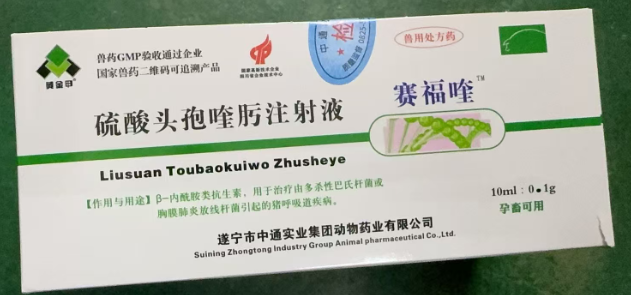 兽药GMP验收通过企业
国家兽药二维码可追溯产品
兽用处方药
硫酸头孢喹肟注射液
赛福喹™
Liusuan Toubaokuiwo Zhusheye
【作用与用途】β-内酰胺类抗生素,用于治疗由多杀性巴氏杆菌或
胸膜肺炎放线杆菌引起的猪呼吸道疾病。
10ml:0.1g
孕畜可用
遂宁市中通实业集团动物药业有限公司
Suining Zhongtong Industry Group Animal pharmaceutical Co.,Ltd.